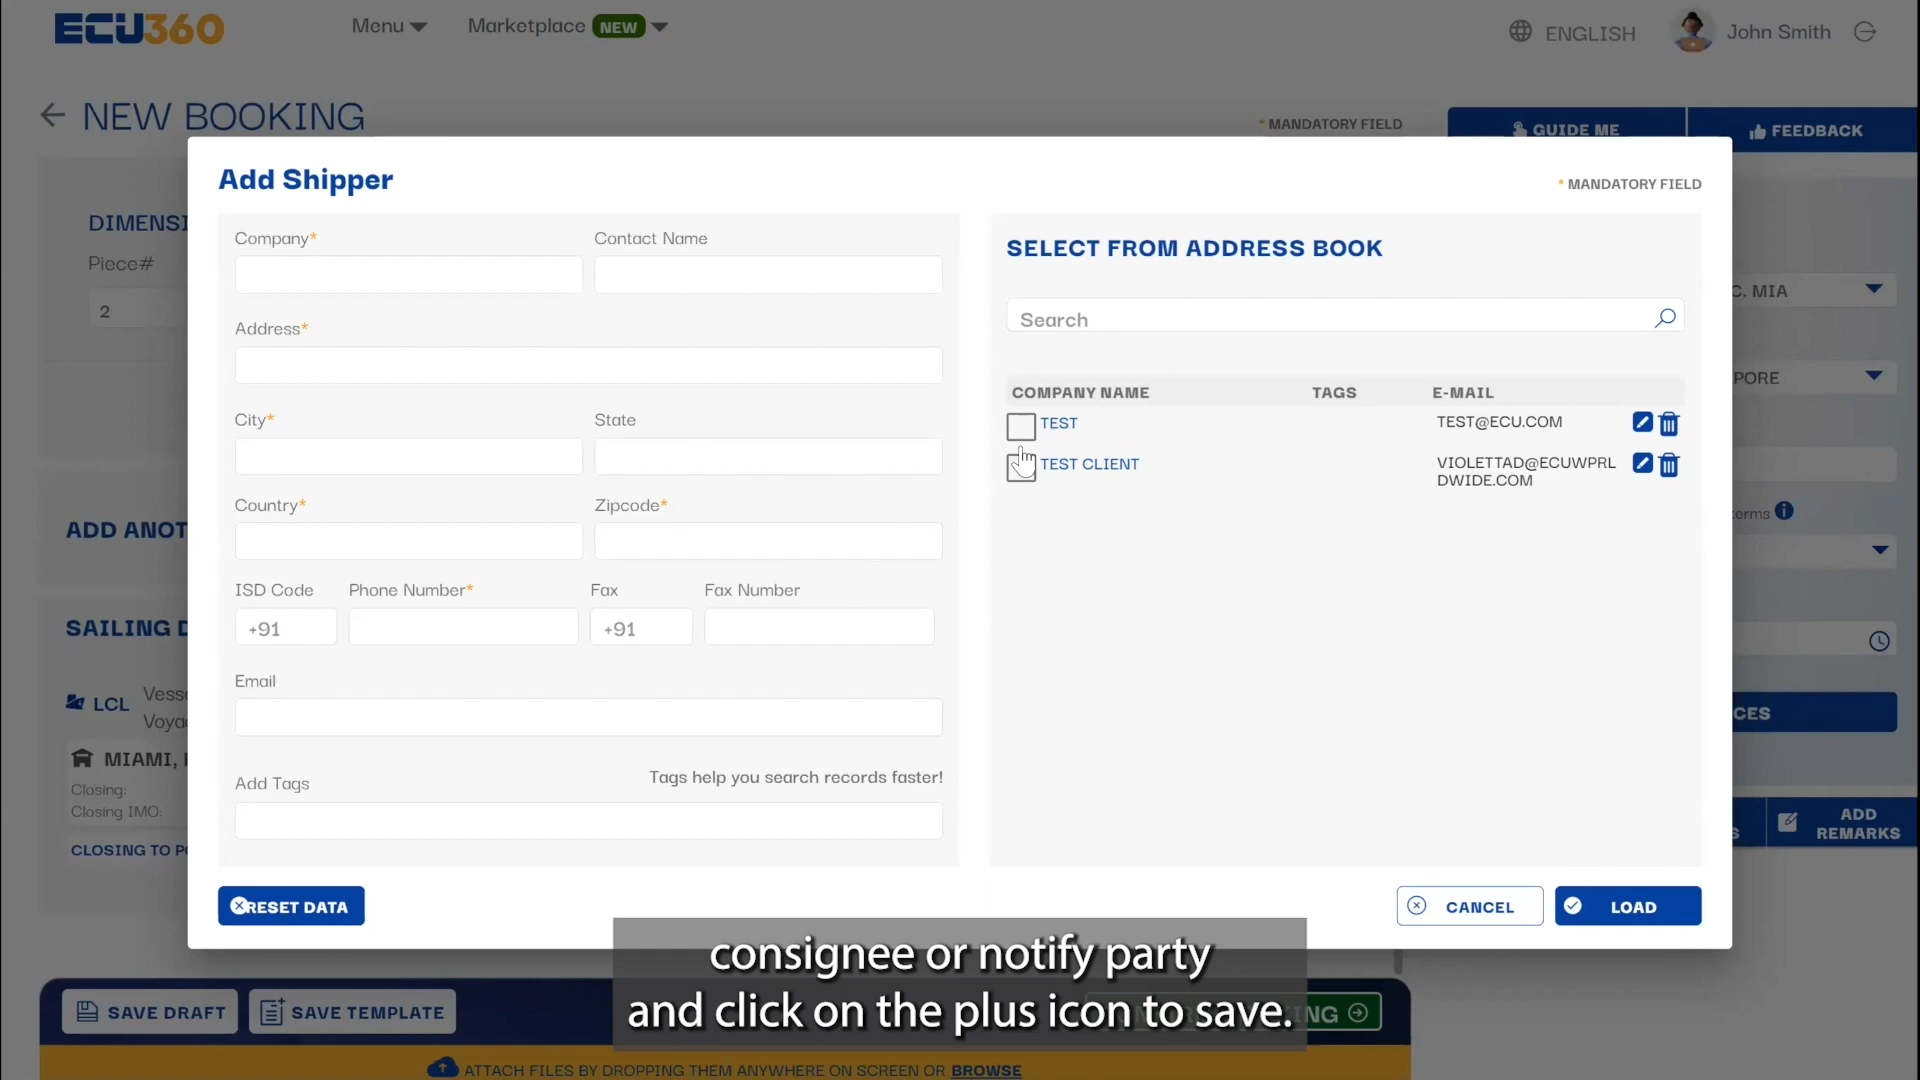 ECU360
Menu
Marketplace NEW
ENGLISH
John Smith
NEW BOOKING
* MANDATORY FIELD
GUIDE ME
FEEDBACK
Add Shipper
* MANDATORY FIELD
Company*
Contact Name
Address*
City*
State
Country*
Zipcode*
ISD Code
Phone Number*
Fax
Fax Number
+91
+91
Email
Add Tags
Tags help you search records faster!
RESET DATA
SELECT FROM ADDRESS BOOK
Search
COMPANY NAME TAGS E-MAIL
TEST TEST@ECU.COM
TEST CLIENT VIOLETTAD@ECUWPRL
DWIDE.COM
CANCEL
LOAD
DIMENSI
Piece#
2
ADD ANOT
SAILING D
LCL
Vesse
Voya
MIAMI,
Closing:
Closing IMO:
CLOSING TO PO
C. MIA
PORE
erms
CES
S
ADD
REMARKS
SAVE DRAFT
SAVE TEMPLATE
NG
ATTACH FILES BY DROPPING THEM ANYWHERE ON SCREEN OR BROWSE
consignee or notify party
and click on the plus icon to save.